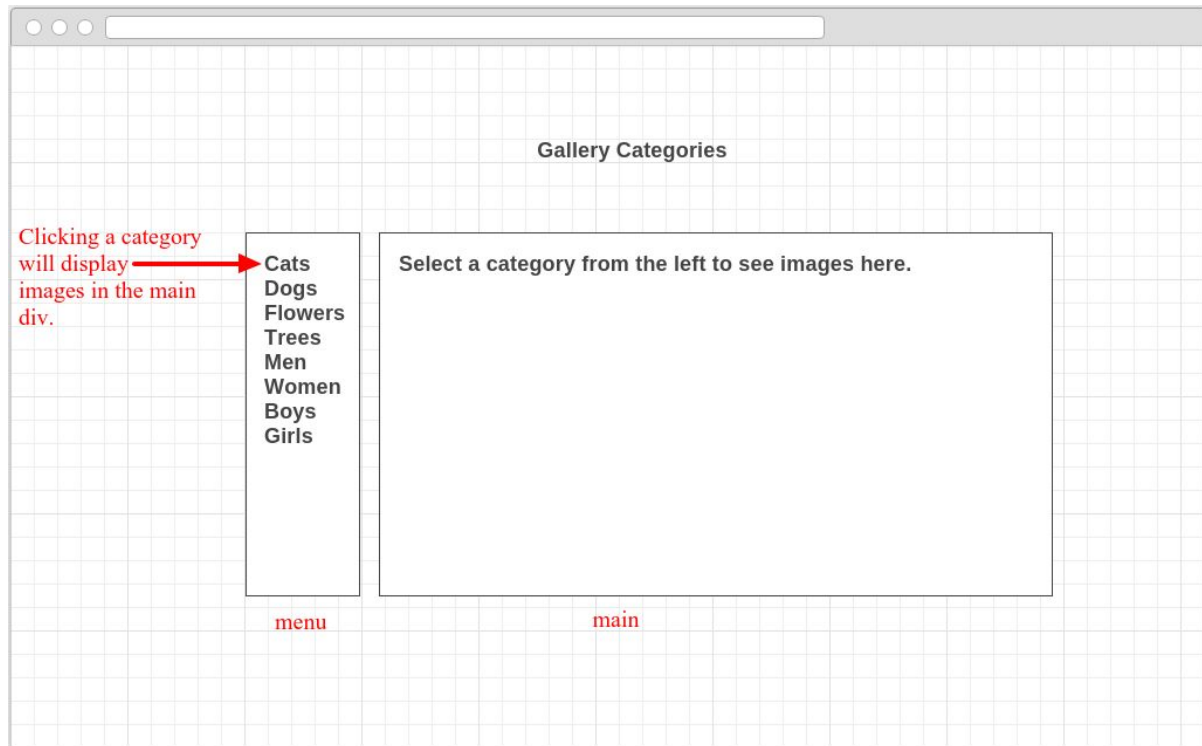 Gallery Categories
Clicking a category
will display
images in the main
div.
Cats
Dogs
Flowers
Trees
Men
Women
Boys
Girls
Select a category from the left to see images here.
menu
main